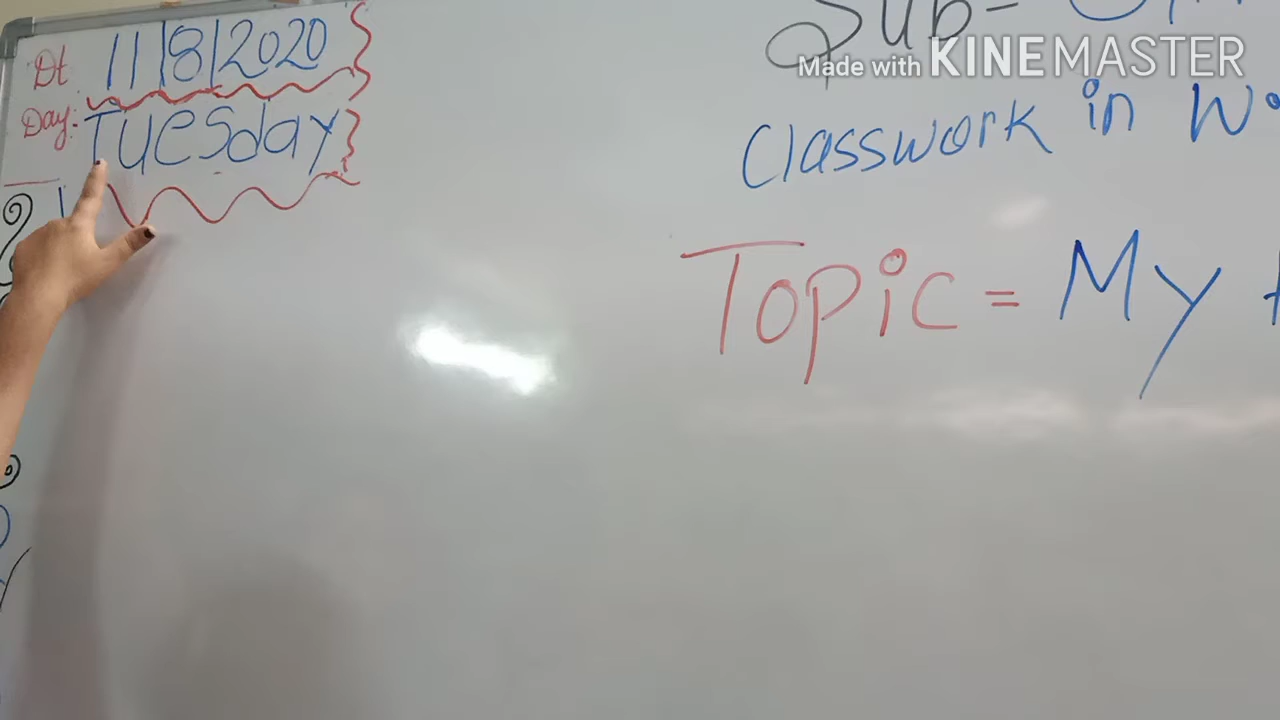 Dt 11/8/2020
Day: Tuesday
Sub-
Made with KINEMASTER
Classwork in
Topic = My